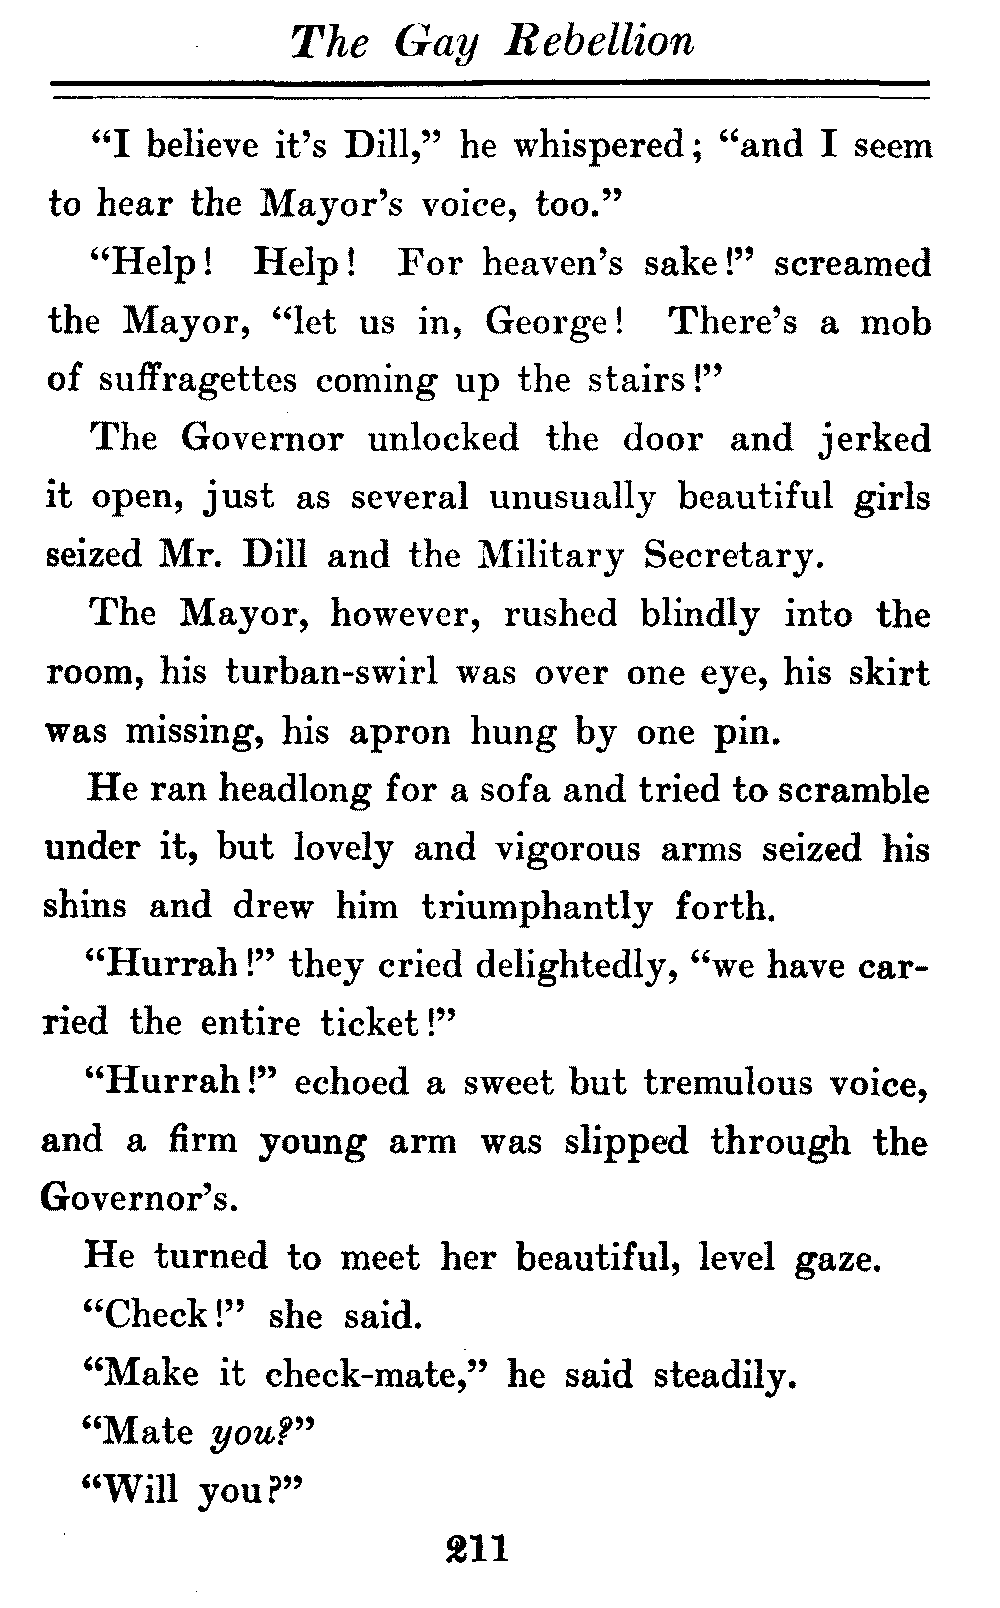 The Gay Rebellion
“I believe it’s Dill,” he whispered; “and I seem
to hear the Mayor’s voice, too.”
“Help! Help! For heaven’s sake!” screamed
the Mayor, “let us in, George! There’s a mob
of suffragettes coming up the stairs!”
The Governor unlocked the door and jerked
it open, just as several unusually beautiful girls
seized Mr. Dill and the Military Secretary.
The Mayor, however, rushed blindly into the
room, his turban-swirl was over one eye, his skirt
was missing, his apron hung by one pin.
He ran headlong for a sofa and tried to scramble
under it, but lovely and vigorous arms seized his
shins and drew him triumphantly forth.
“Hurrah!” they cried delightedly, “we have car-
ried the entire ticket!”
“Hurrah!” echoed a sweet but tremulous voice,
and a firm young arm was slipped through the
Governor’s.
He turned to meet her beautiful, level gaze.
“Check!” she said.
“Make it check-mate,” he said steadily.
“Mate you?”
“Will you?”
211